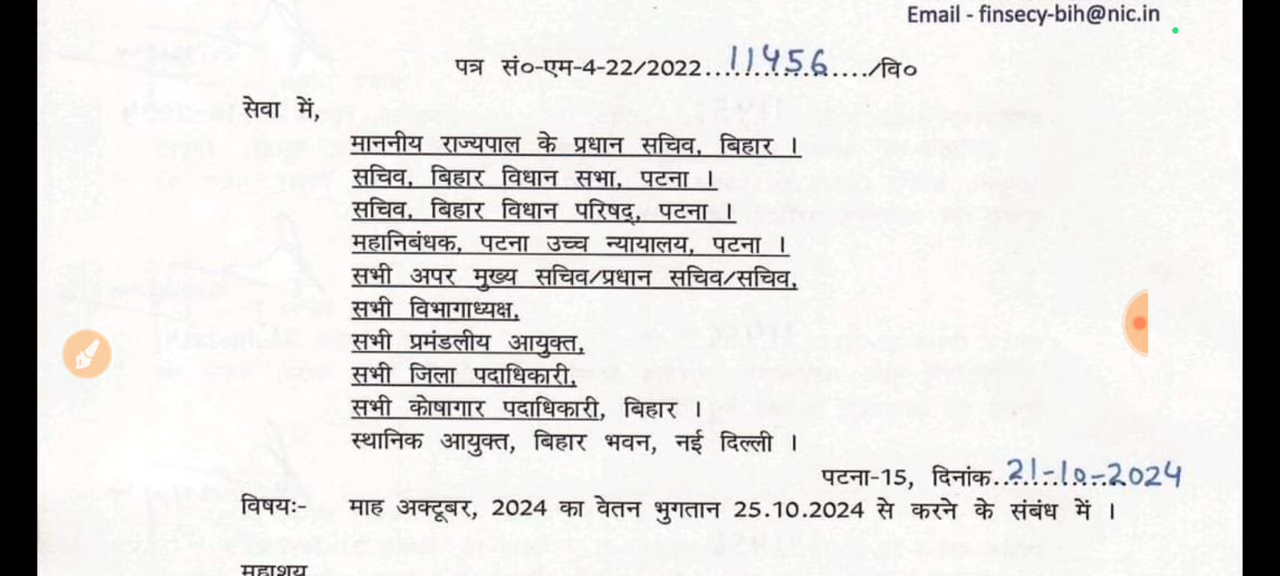 Email - finsecy-bih@nic.in
पत्र सं०-एम-4-22/2022....11456..../वि०
सेवा में,
माननीय राज्यपाल के प्रधान सचिव, बिहार ।
सचिव, बिहार विधान सभा, पटना ।
सचिव, बिहार विधान परिषद्, पटना ।
महानिबंधक, पटना उच्च न्यायालय, पटना ।
सभी अपर मुख्य सचिव/प्रधान सचिव/सचिव,
सभी विभागाध्यक्ष,
सभी प्रमंडलीय आयुक्त,
सभी जिला पदाधिकारी,
सभी कोषागार पदाधिकारी, बिहार ।
स्थानिक आयुक्त, बिहार भवन, नई दिल्ली ।
पटना-15, दिनांक...21-10-2024
विषयः- माह अक्टूबर, 2024 का वेतन भुगतान 25.10.2024 से करने के संबंध में ।
महाशय